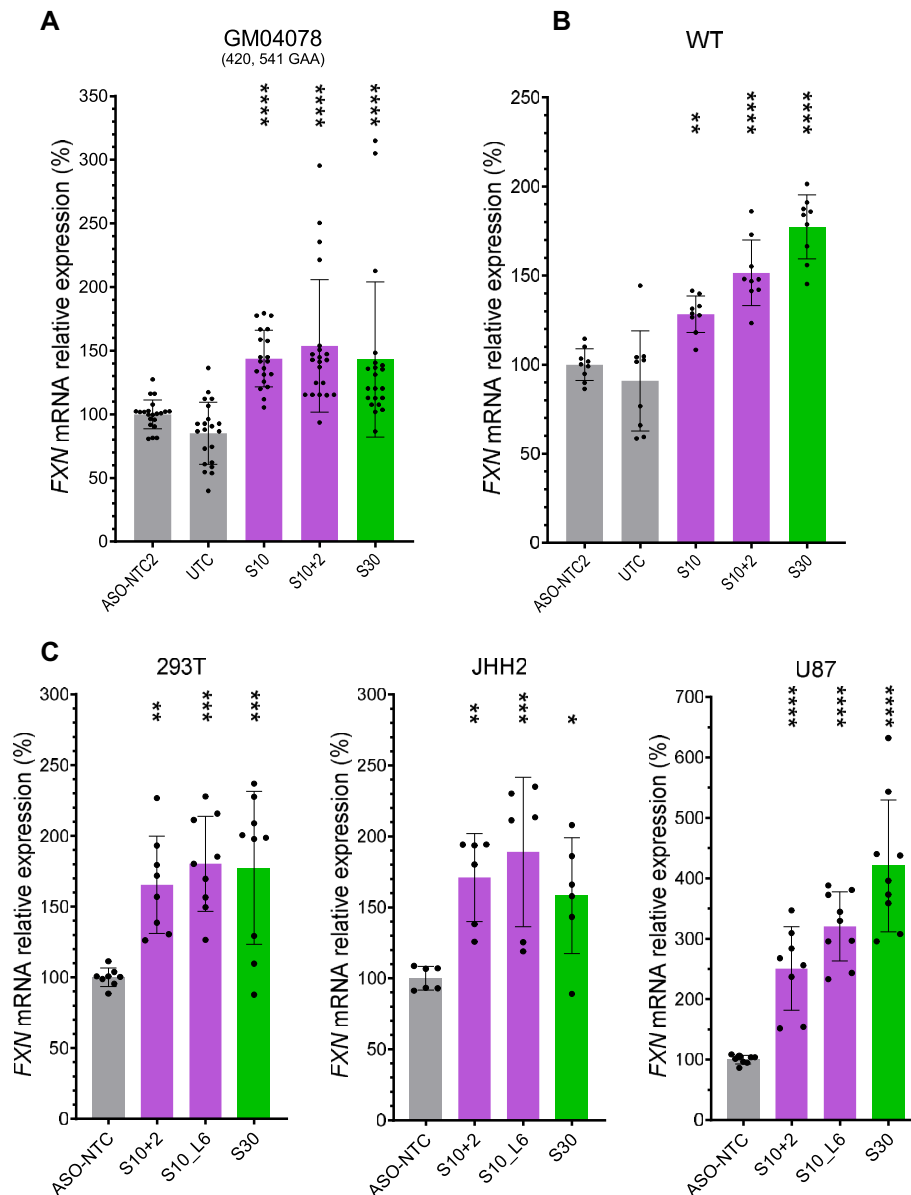 A
GM04078
(420, 541 GAA)
FXN mRNA relative expression (%)
350
300
250
200
150
100
50
0
****
****
****
ASO-NTC2
UTC
S10
S10+2
S30
B
WT
FXN mRNA relative expression (%)
250
200
150
100
50
0
**
****
****
ASO-NTC2
UTC
S10
S10+2
S30
C
293T
FXN mRNA relative expression (%)
300
250
200
150
100
50
0
**
***
***
ASO-NTC
S10+2
S10_L6
S30
JHH2
FXN mRNA relative expression (%)
300
250
200
150
100
50
0
**
***
*
ASO-NTC
S10+2
S10_L6
S30
U87
FXN mRNA relative expression (%)
700
600
500
400
300
200
100
0
****
****
****
ASO-NTC
S10+2
S10_L6
S30